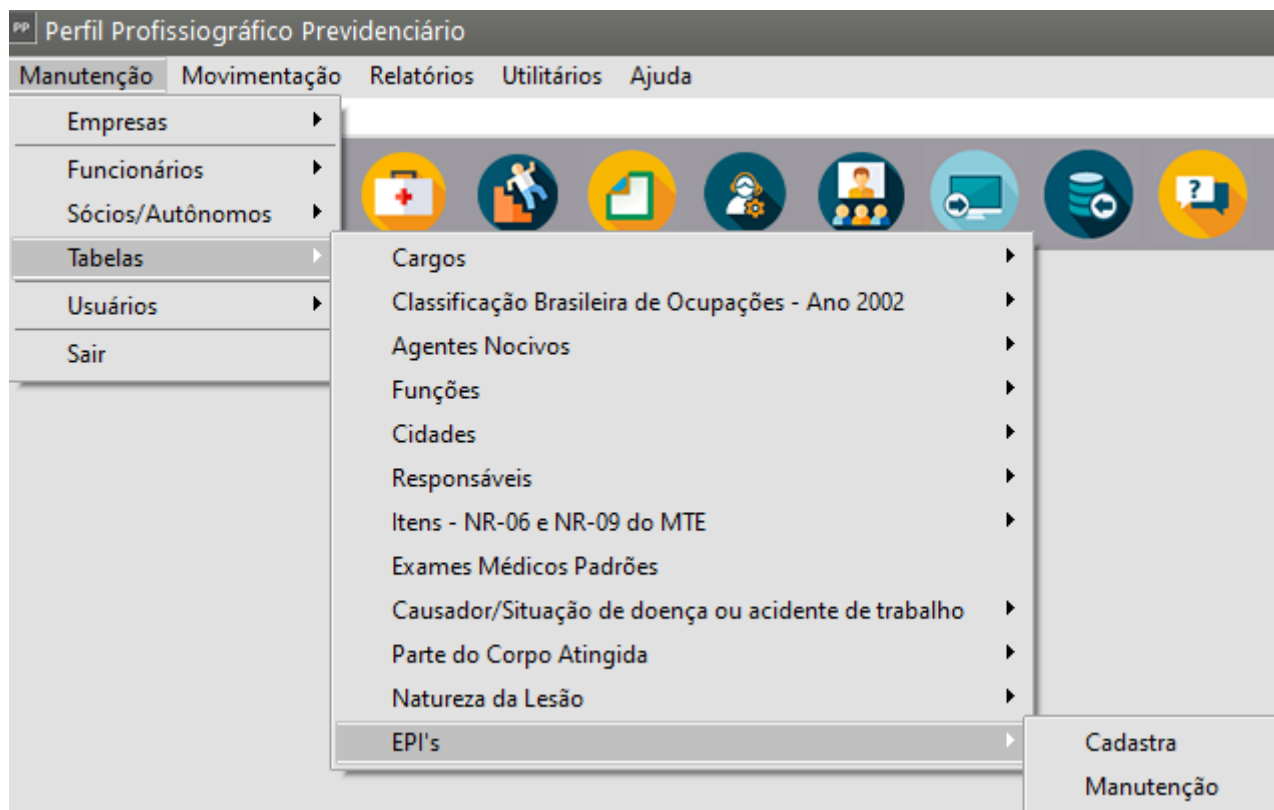 PP Perfil Profissiográfico Previdenciário
Manutenção Movimentação Relatórios Utilitários Ajuda
Empresas
Funcionários
Sócios/Autônomos
Tabelas
Usuários
Sair
Cargos
Classificação Brasileira de Ocupações - Ano 2002
Agentes Nocivos
Funções
Cidades
Responsáveis
Itens - NR-06 e NR-09 do MTE
Exames Médicos Padrões
Causador/Situação de doença ou acidente de trabalho
Parte do Corpo Atingida
Natureza da Lesão
EPI's
Cadastra
Manutenção
?